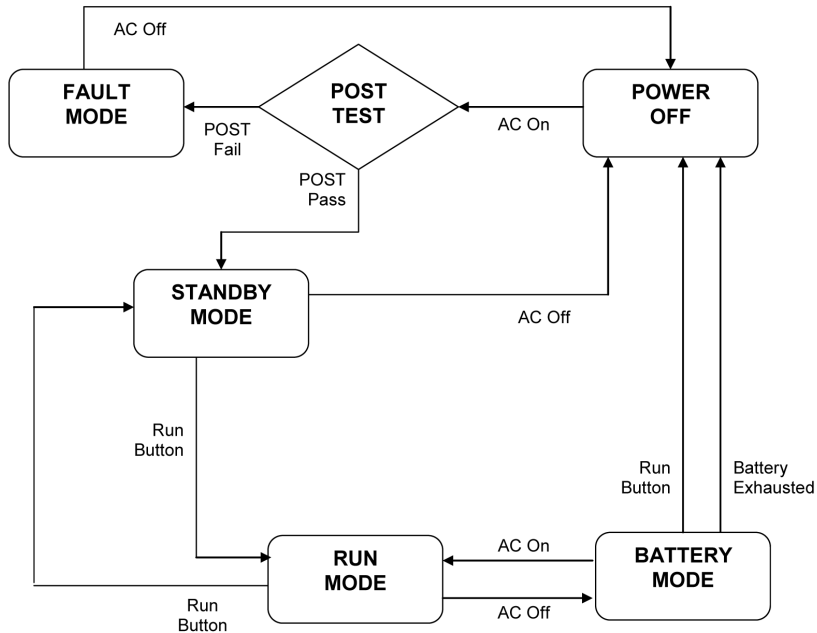 AC Off
FAULT
MODE
POST
TEST
POWER
OFF
POST
Fail
AC On
POST
Pass
STANDBY
MODE
AC Off
Run
Button
Run
Button
Battery
Exhausted
RUN
MODE
AC On
BATTERY
MODE
AC Off
Run
Button